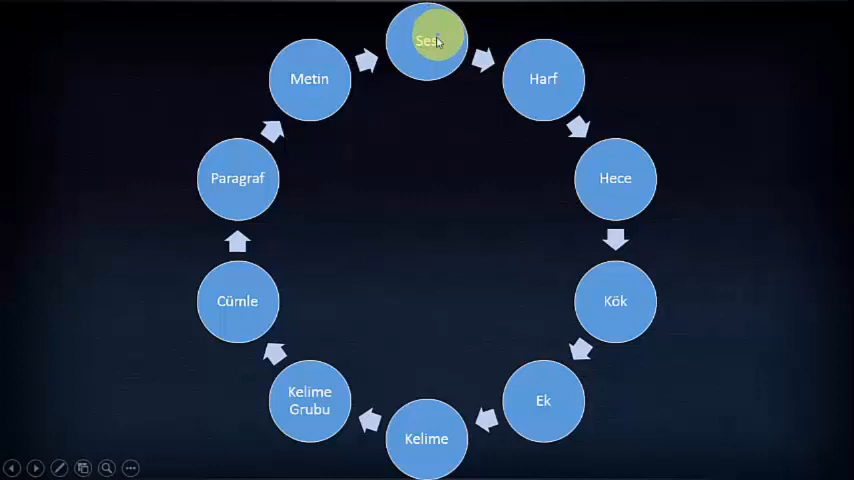 Ses
Harf
Hece
Kök
Ek
Kelime
Kelime
Grubu
Cümle
Paragraf
Metin